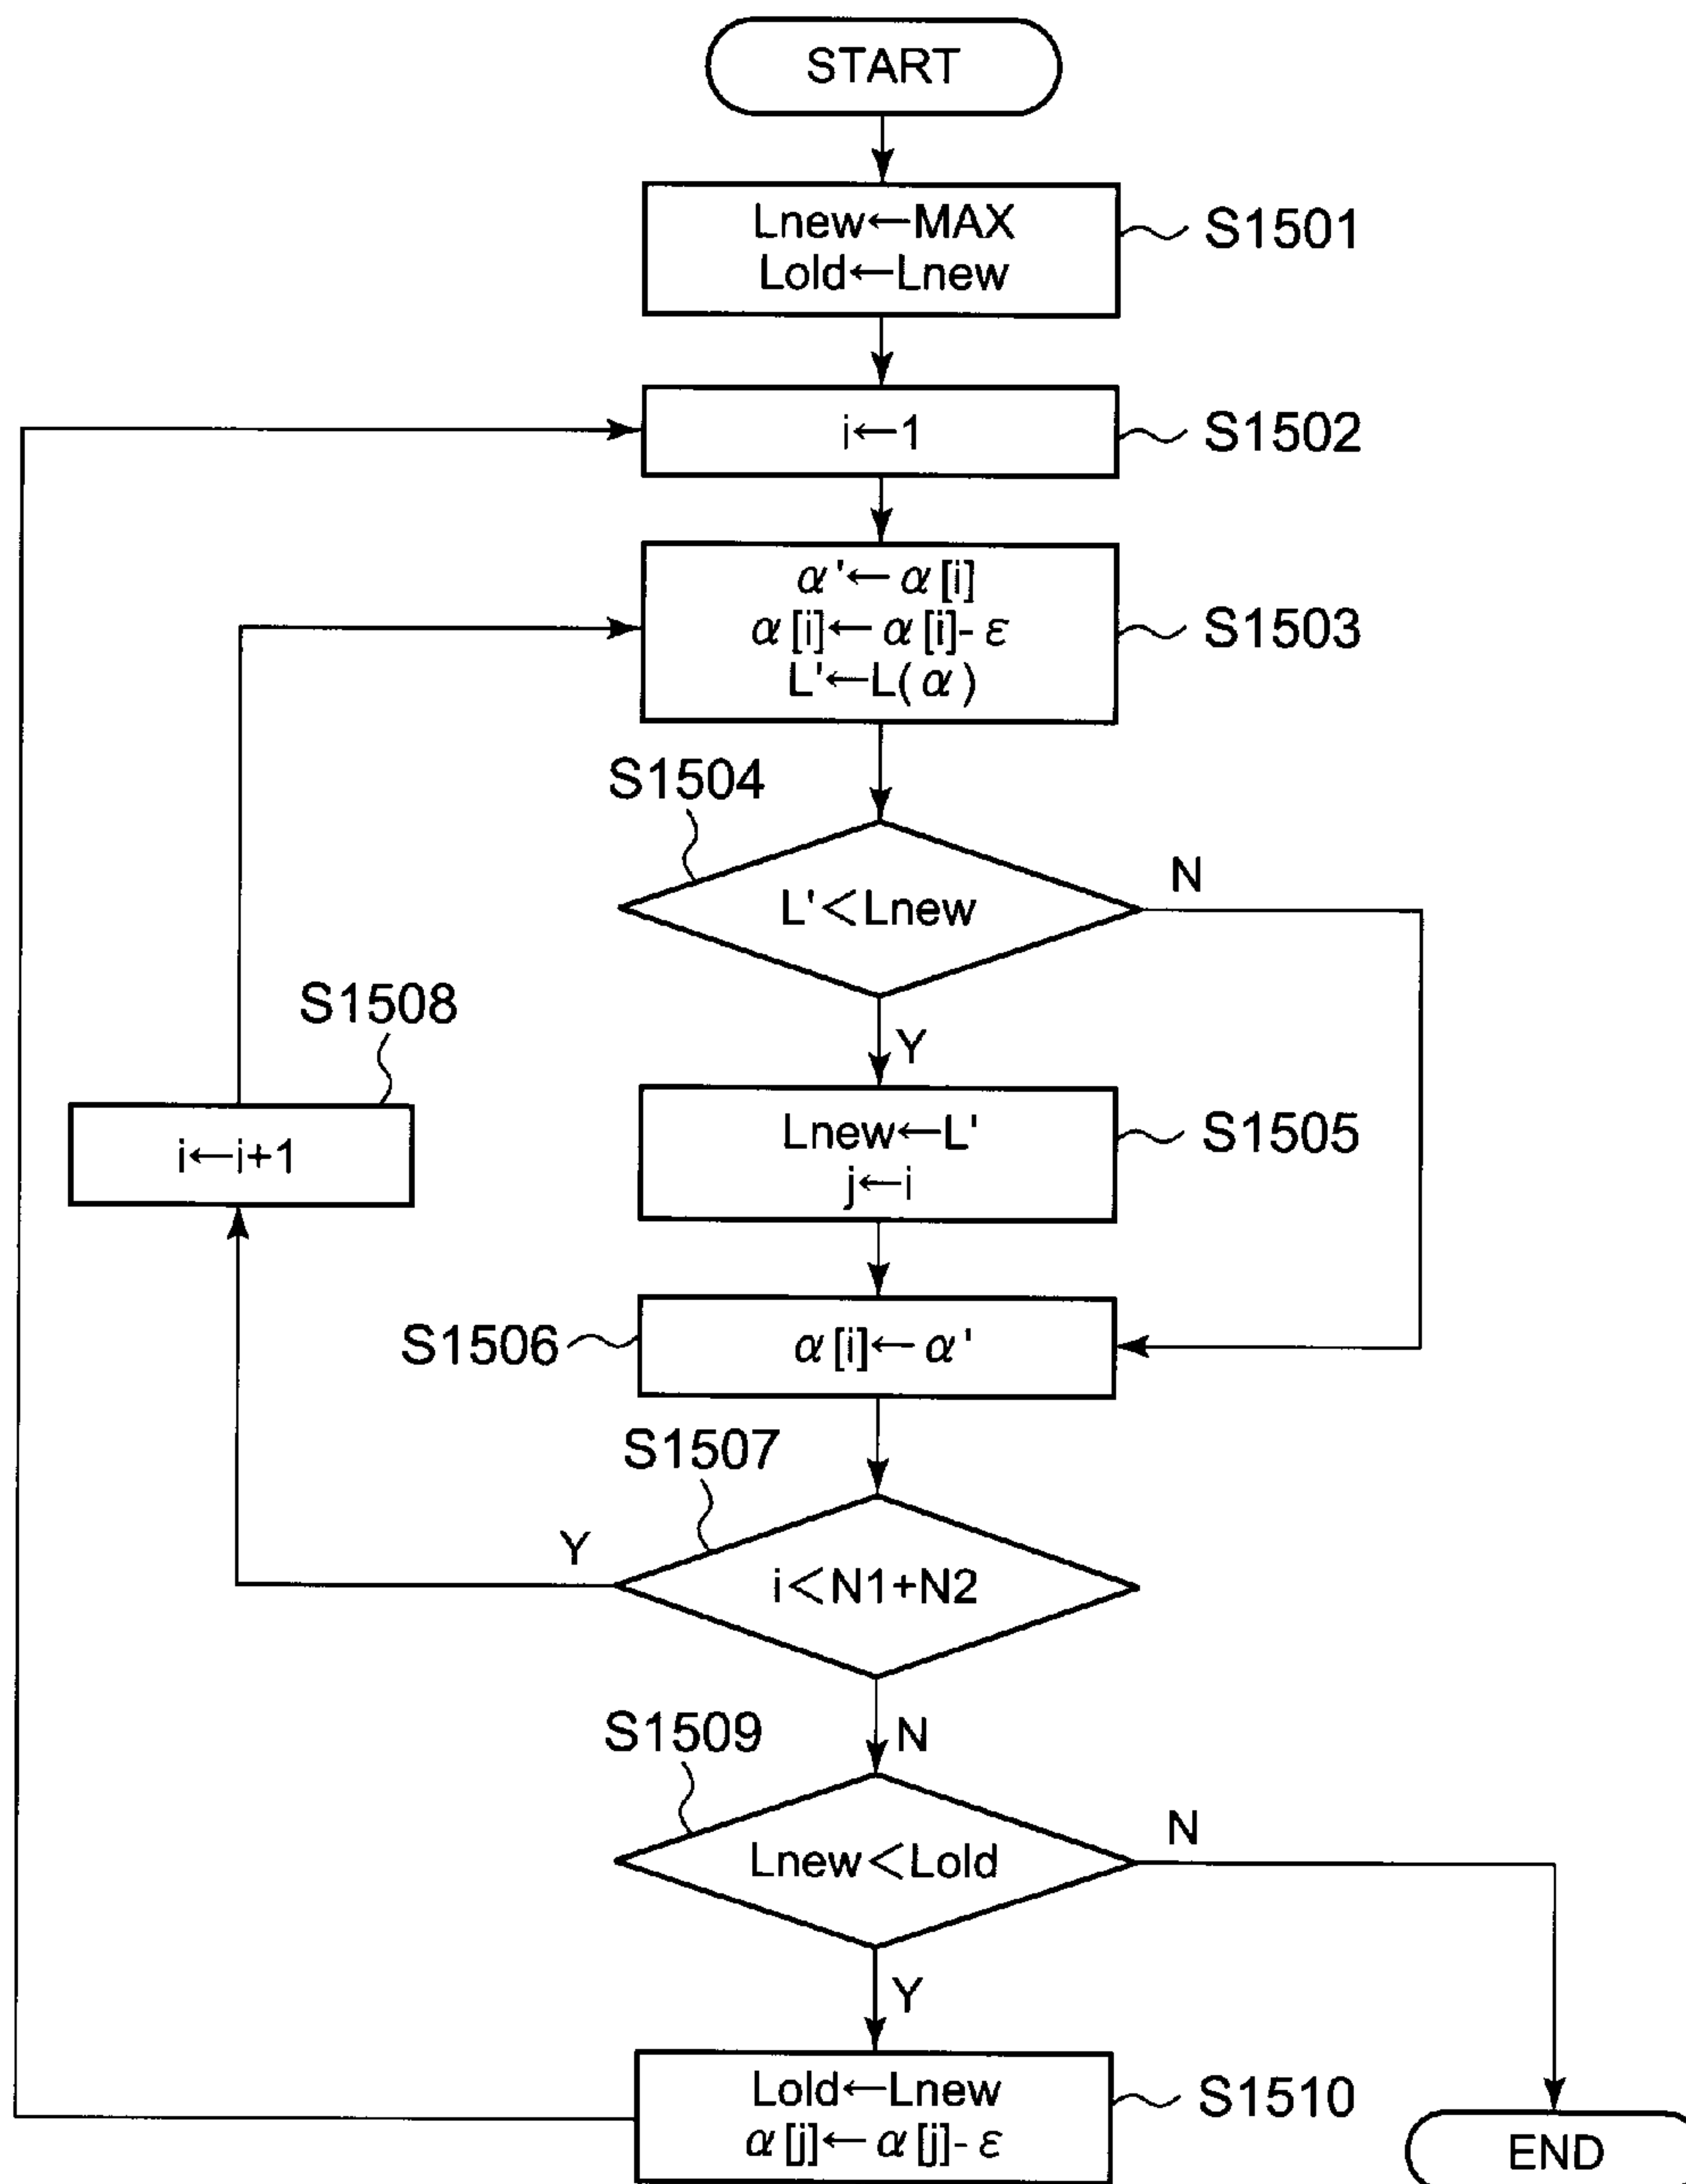 START
Lnew←MAX
Lold←Lnew
S1501
i←1
S1502
α'←α[i]
α[i]←α[i]-ε
L'←L(α)
S1503
S1504
L'<Lnew
N
Y
S1508
i←i+1
Lnew←L'
j←i
S1505
S1506
α[i]←α'
S1507
i<N1+N2
Y
N
S1509
Lnew<Lold
N
Y
Lold←Lnew
α[j]←α[j]-ε
S1510
END